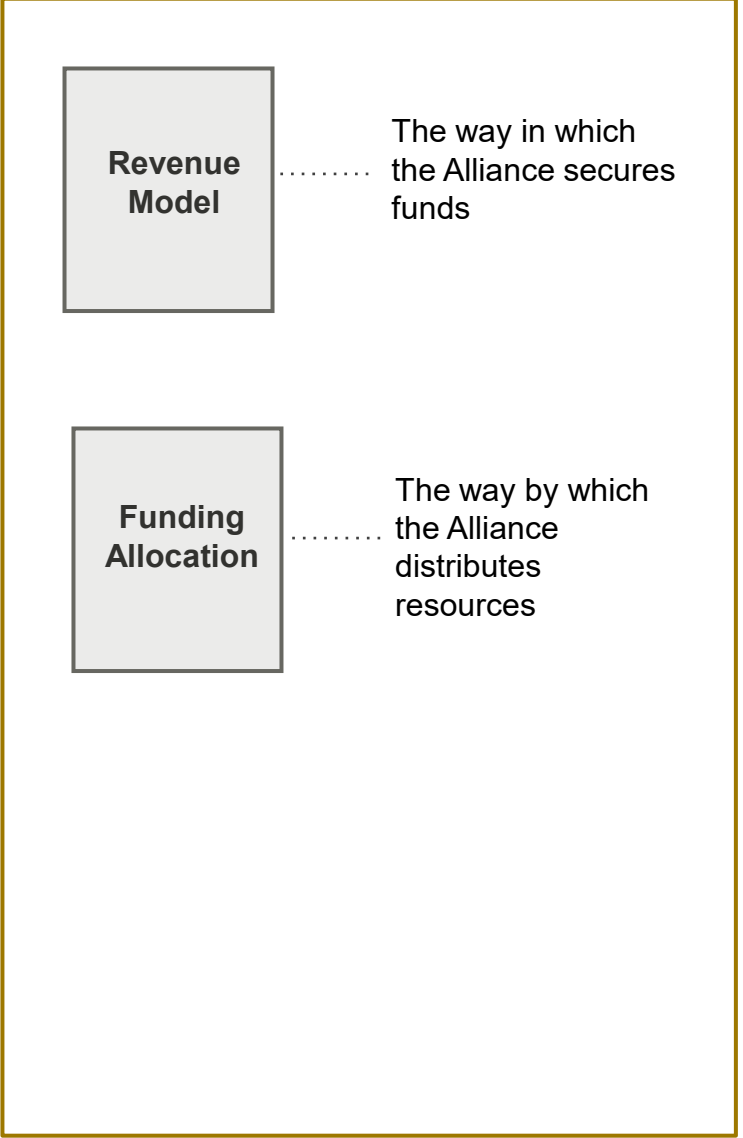 Revenue
Model
The way in which
the Alliance secures
funds
Funding
Allocation
The way by which
the Alliance
distributes
resources